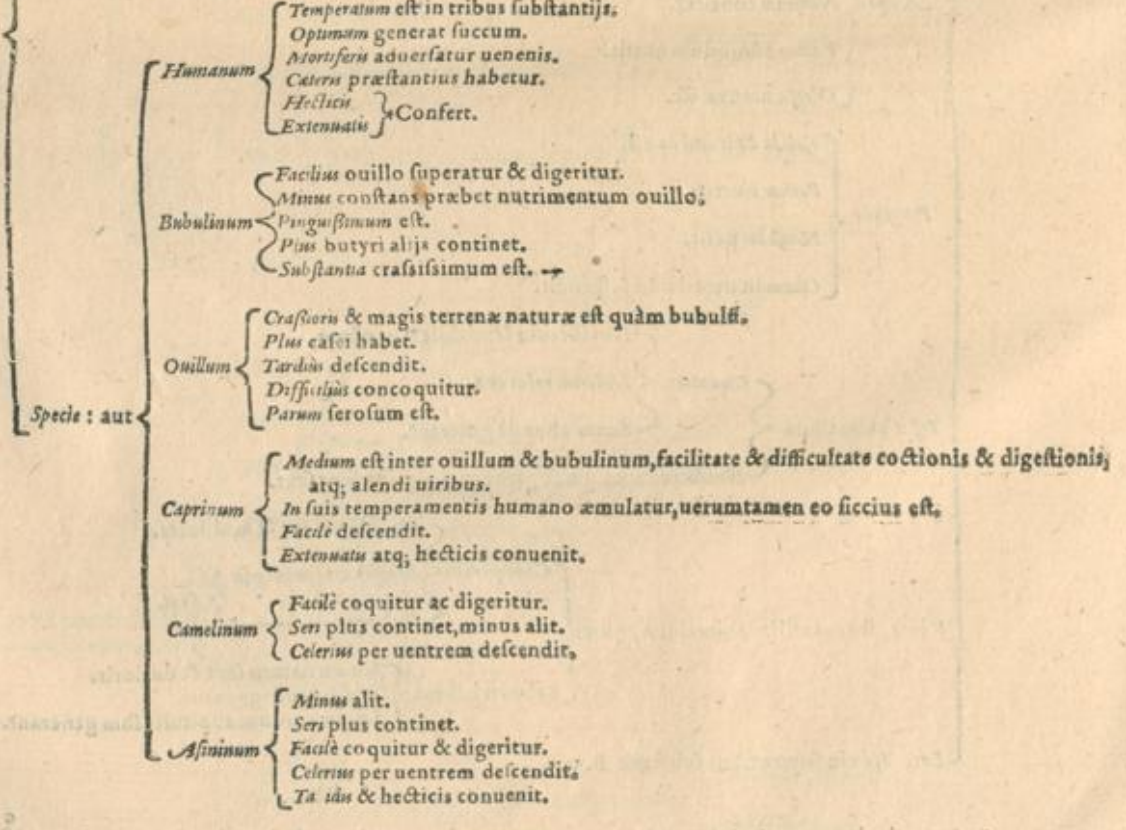 Temperatum eſt in tribus ſubſtantijs.
Optimum generat ſuccum.
Mortiferis aduerſatur uenenis.
Humanum
Cæteris præſtantius habetur.
Hecticis
Extenuatis
Confert.
Facilius ouillo ſuperatur & digeritur.
Minus conſtans præbet nutrimentum ouillo.
Bubulinum
Pinguißimum eſt.
Plus butyri alijs continet.
Subſtantia craſsiſsimum eſt.
Craßioris & magis terrenæ naturæ eſt quàm bubulū.
Plus caſei habet.
Ouillum
Tardiùs deſcendit.
Difficiliùs concoquitur.
Specie : aut
Parum ſeroſum eſt.
Medium eſt inter ouillum & bubulinum, facilitate & difficultate coctionis & digeſtionis,
atq; alendi uiribus.
Caprinum
In ſuis temperamentis humano æmulatur, uerumtamen eo ſiccius eſt.
Facilè deſcendit.
Extenuatis atq; hecticis conuenit.
Facilè coquitur ac digeritur.
Camelinum
Seri plus continet, minus alit.
Celerius per uentrem deſcendit.
Minus alit.
Seri plus continet.
Aſininum
Facilè coquitur & digeritur.
Celerius per uentrem deſcendit.
& hecticis conuenit.